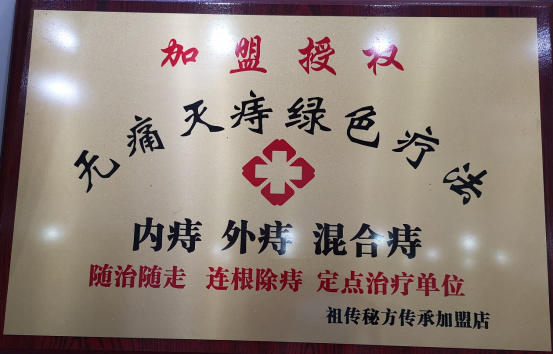 加盟授权
无痛灭痔绿色疗法
内痔 外痔 混合痔
随治随走 连根除痔 定点治疗单位
祖传秘方传承加盟店